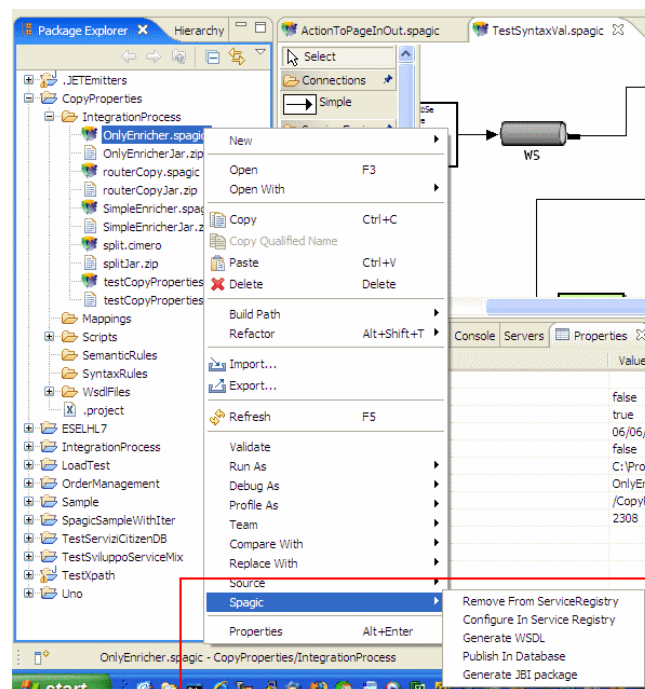 Package Explorer
Hierarchy
ActionToPageInOut.spagic
TestSyntaxVal.spagic
Select
Connections
Simple
.JETEmitters
CopyProperties
IntegrationProcess
OnlyEnricher.spagic
OnlyEnricherJar.zip
routerCopy.spagic
routerCopyJar.zip
SimpleEnricher.spag
SimpleEnricherJar.z
split.cimero
splitJar.zip
testCopyProperties
testCopyProperties
Mappings
Scripts
SemanticRules
SyntaxRules
WsdlFiles
.project
ESELHL7
IntegrationProcess
LoadTest
OrderManagement
Sample
SpagicSampleWithIter
TestServiziCitizenDB
TestSviluppoServiceMix
TestXpath
Uno
New
Open F3
Open With
Copy Ctrl+C
Copy Qualified Name
Paste Ctrl+V
Delete Delete
Build Path
Refactor Alt+Shift+T
Import...
Export...
Refresh F5
Validate
Run As
Debug As
Profile As
Team
Compare With
Replace With
Source
Spagic
Properties Alt+Enter
Remove From ServiceRegistry
Configure In Service Registry
Generate WSDL
Publish In Database
Generate JBI package
WS
Console Servers Properties
Value
false
true
06/06/
false
C:\Pro
OnlyEn
/CopyP
2308
OnlyEnricher.spagic - CopyProperties/IntegrationProcess
start